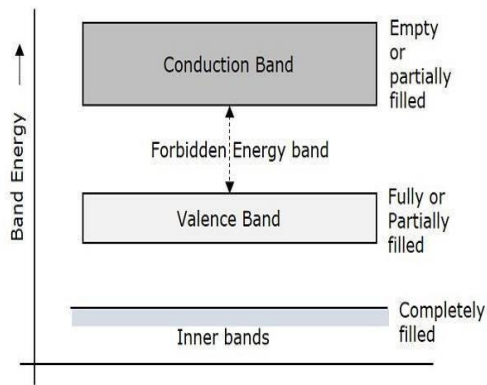 Empty
or
partially
filled
Conduction Band
Forbidden Energy band
Band Energy
Valence Band
Fully or
Partially
filled
Completely
filled
Inner bands